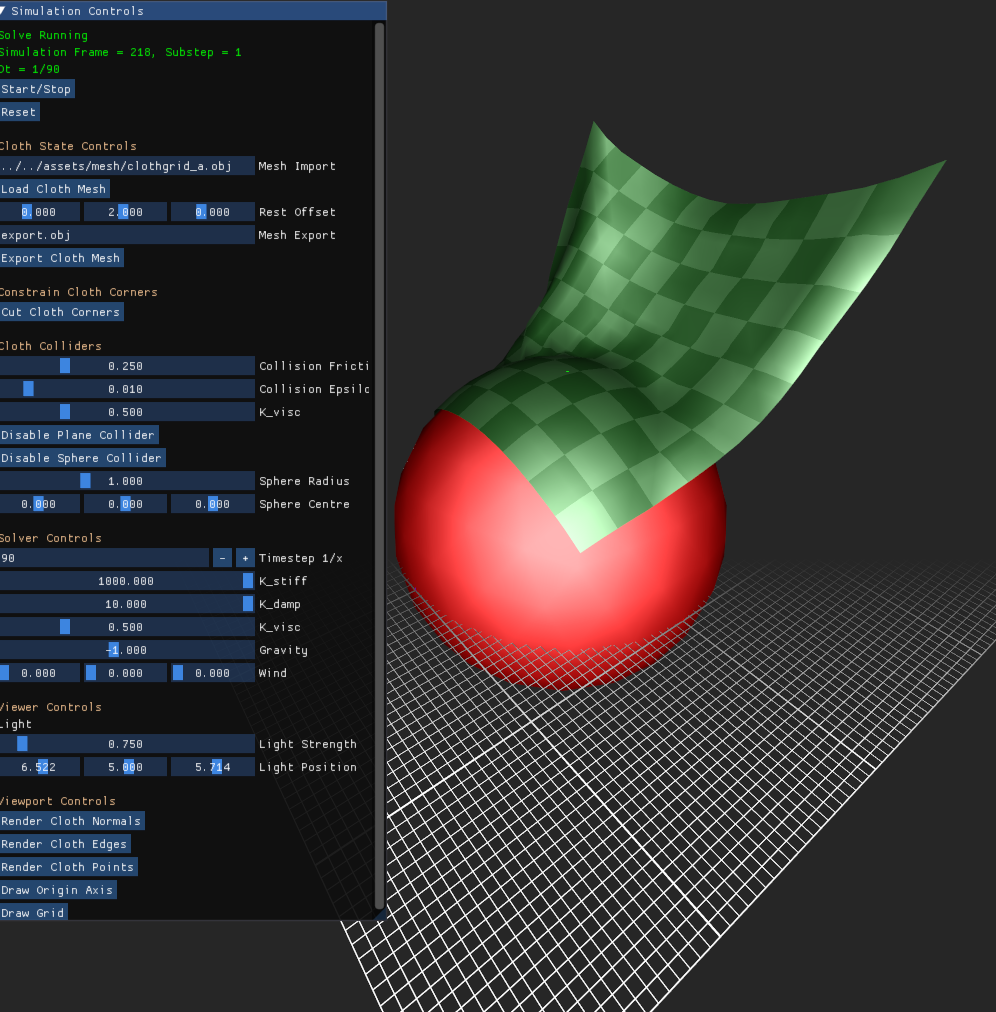 Simulation Controls
Solve Running
Simulation Frame = 218, Substep = 1
Dt = 1/90
Start/Stop
Reset
Cloth State Controls
../../assets/mesh/clothgrid_a.obj Mesh Import
Load Cloth Mesh
0.000 2.000 0.000 Rest Offset
export.obj Mesh Export
Export Cloth Mesh
Constrain Cloth Corners
Cut Cloth Corners
Cloth Colliders
0.250 Collision Fricti
0.010 Collision Epsilo
0.500 K_visc
Disable Plane Collider
Disable Sphere Collider
1.000 Sphere Radius
0.000 0.000 0.000 Sphere Centre
Solver Controls
90 - + Timestep 1/x
1000.000 K_stiff
10.000 K_damp
0.500 K_visc
-1.000 Gravity
0.000 0.000 0.000 Wind
Viewer Controls
Light
0.750 Light Strength
6.522 5.000 5.714 Light Position
Viewport Controls
Render Cloth Normals
Render Cloth Edges
Render Cloth Points
Draw Origin Axis
Draw Grid